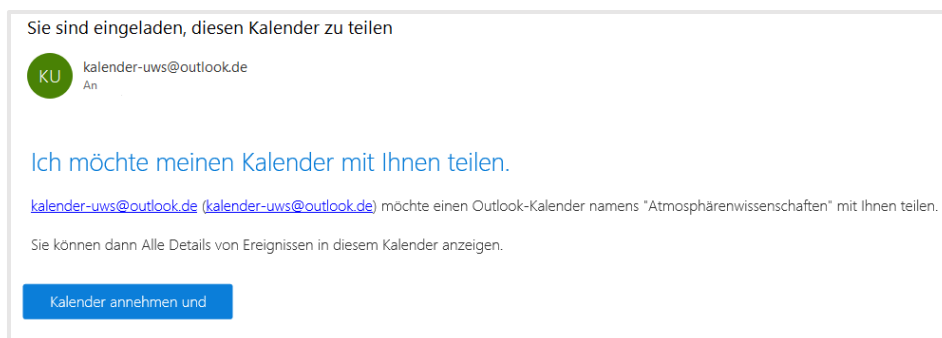 Sie sind eingeladen, diesen Kalender zu teilen
KU
kalender-uws@outlook.de
An
Ich möchte meinen Kalender mit Ihnen teilen.
kalender-uws@outlook.de (kalender-uws@outlook.de) möchte einen Outlook-Kalender namens "Atmosphärenwissenschaften" mit Ihnen teilen.
Sie können dann Alle Details von Ereignissen in diesem Kalender anzeigen.
Kalender annehmen und